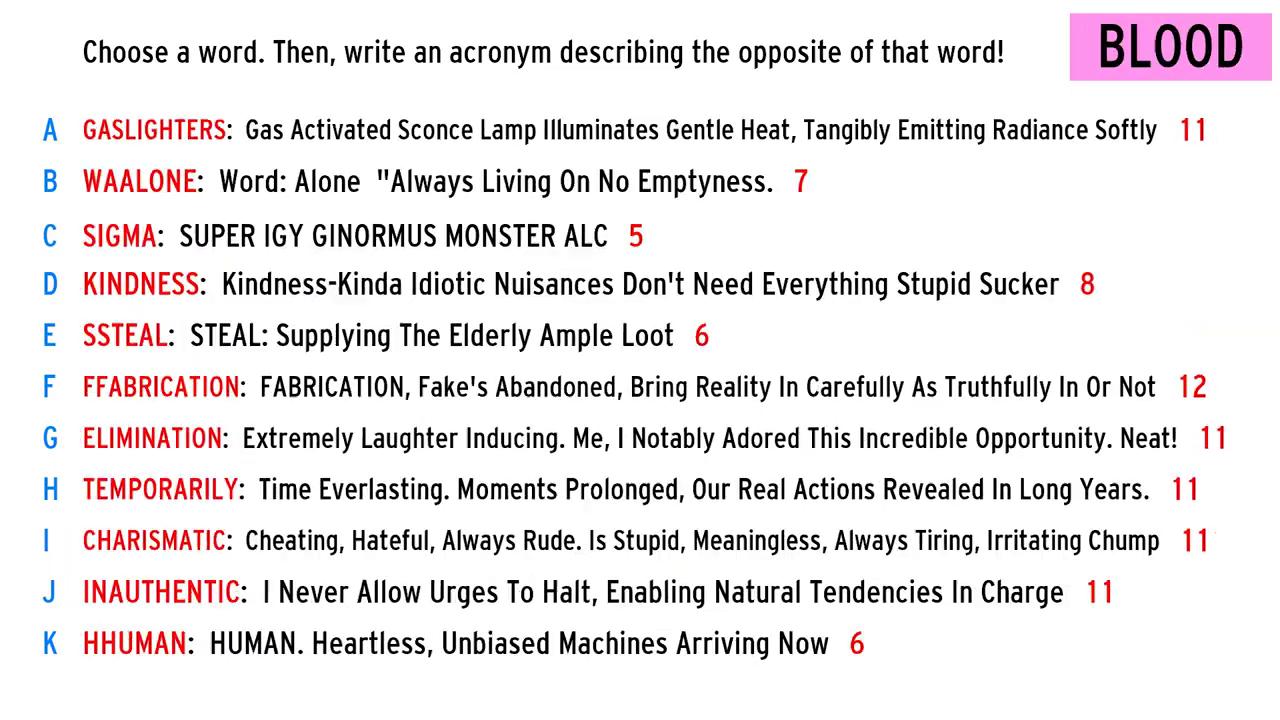 Choose a word. Then, write an acronym describing the opposite of that word!
BLOOD
A GASLIGHTERS: Gas Activated Sconce Lamp Illuminates Gentle Heat, Tangibly Emitting Radiance Softly 11
B WAALONE: Word: Alone "Always Living On No Emptyness. 7
C SIGMA: SUPER IGY GINORMUS MONSTER ALC 5
D KINDNESS: Kindness-Kinda Idiotic Nuisances Don't Need Everything Stupid Sucker 8
E SSTEAL: STEAL: Supplying The Elderly Ample Loot 6
F FFABRICATION: FABRICATION, Fake's Abandoned, Bring Reality In Carefully As Truthfully In Or Not 12
G ELIMINATION: Extremely Laughter Inducing. Me, I Notably Adored This Incredible Opportunity. Neat! 11
H TEMPORARILY: Time Everlasting. Moments Prolonged, Our Real Actions Revealed In Long Years. 11
I CHARISMATIC: Cheating, Hateful, Always Rude. Is Stupid, Meaningless, Always Tiring, Irritating Chump 11
J INAUTHENTIC: I Never Allow Urges To Halt, Enabling Natural Tendencies In Charge 11
K HHUMAN: HUMAN. Heartless, Unbiased Machines Arriving Now 6